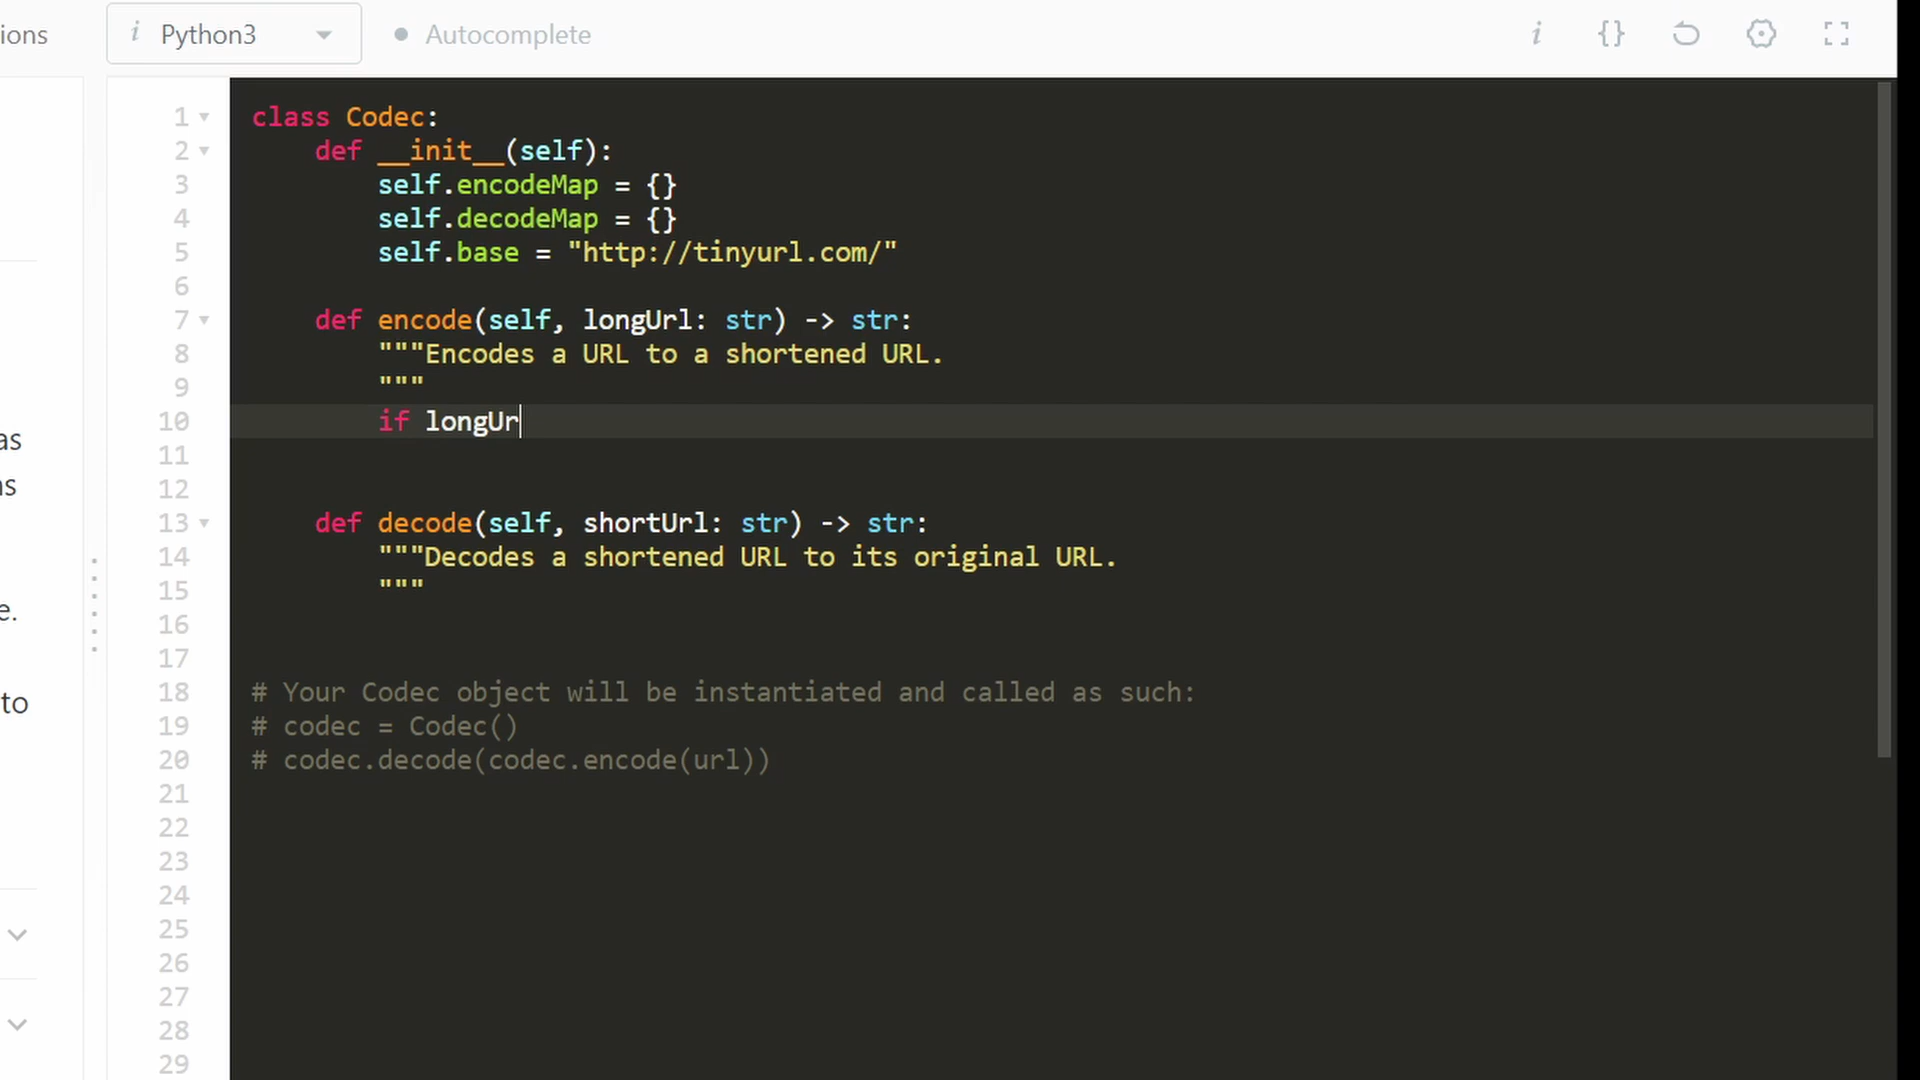 ions
Python3
Autocomplete
i
{}
1 class Codec:
2     def __init__(self):
3         self.encodeMap = {}
4         self.decodeMap = {}
5         self.base = "http://tinyurl.com/"
6
7     def encode(self, longUrl: str) -> str:
8         """Encodes a URL to a shortened URL.
9         """
10         if longUr
11
12
13     def decode(self, shortUrl: str) -> str:
14         """Decodes a shortened URL to its original URL.
15         """
16
17
18 # Your Codec object will be instantiated and called as such:
19 # codec = Codec()
20 # codec.decode(codec.encode(url))
21
22
23
24
25
26
27
28
29
as
ns
e.
to